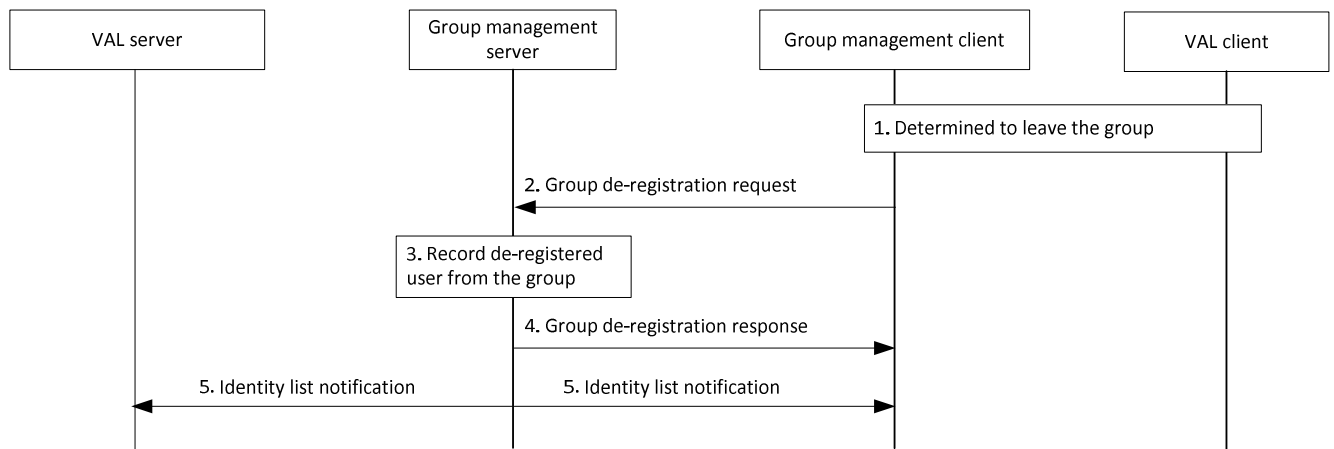 VAL server
Group management
server
Group management client
VAL client
1. Determined to leave the group
2. Group de-registration request
3. Record de-registered
user from the group
4. Group de-registration response
5. Identity list notification
5. Identity list notification